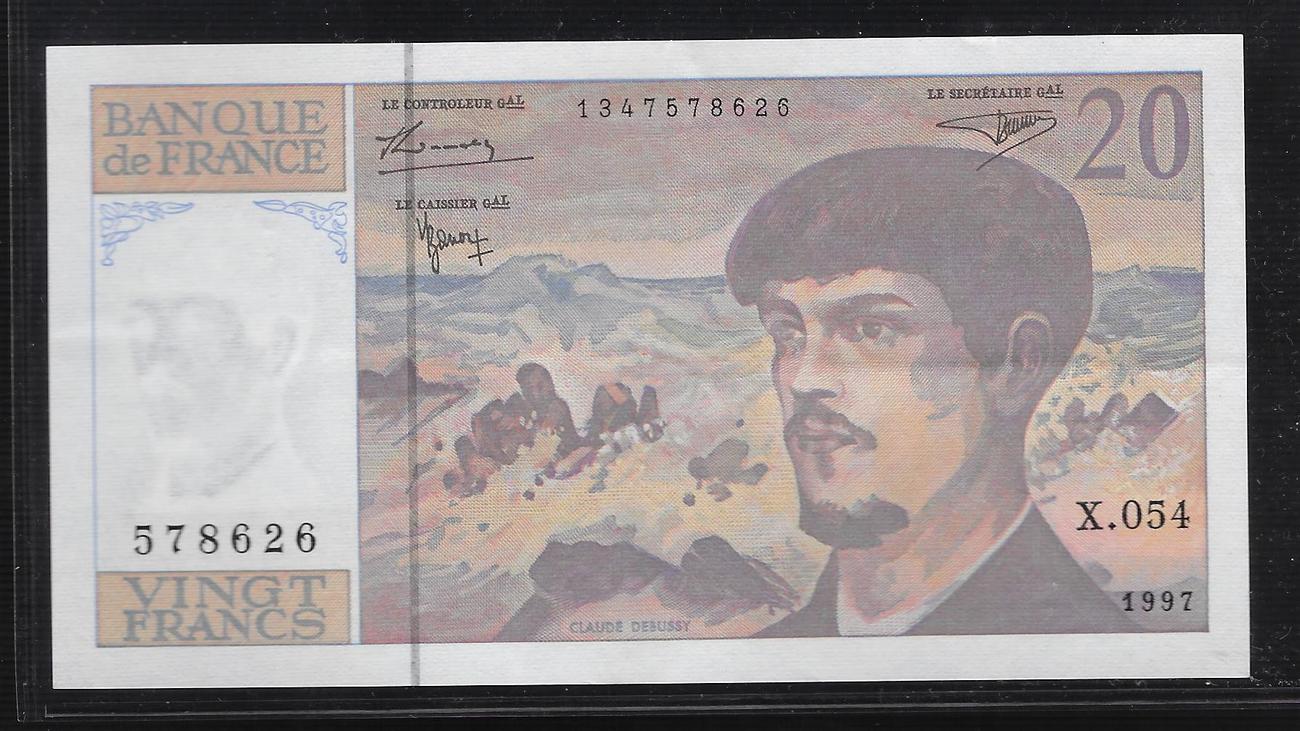 BANQUE
de FRANCE
LE CONTROLEUR GAL
1347578626
LE SECRÉTAIRE GAL
20
LE CAISSIER GAL
578626
X.054
VINGT
FRANCS
1997
CLAUDE DEBUSSY